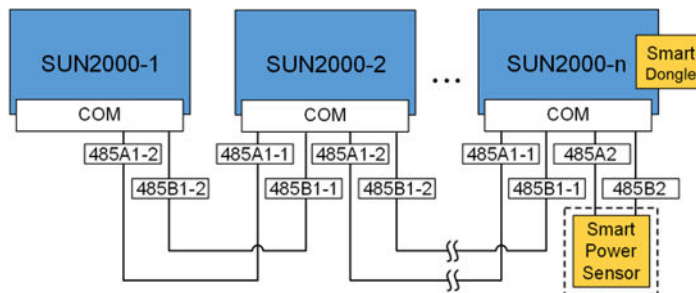 SUN2000-1
SUN2000-2
...
SUN2000-n
Smart
Dongle
COM
COM
COM
485A1-2
485A1-1
485A1-2
485A1-1
485A2
485B1-2
485B1-1
485B1-2
485B1-1
485B2
Smart
Power
Sensor